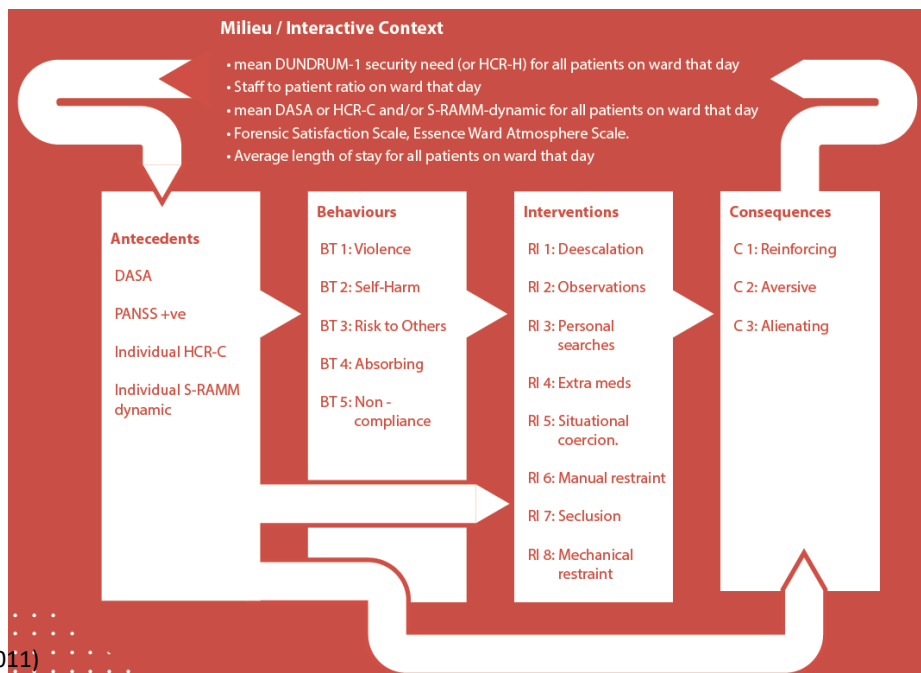 Milieu / Interactive Context
• mean DUNDRUM-1 security need (or HCR-H) for all patients on ward that day
• Staff to patient ratio on ward that day
• mean DASA or HCR-C and/or S-RAMM-dynamic for all patients on ward that day
• Forensic Satisfaction Scale, Essence Ward Atmosphere Scale.
• Average length of stay for all patients on ward that day
Antecedents
DASA
PANSS +ve
Individual HCR-C
Individual S-RAMM
dynamic
Behaviours
BT 1: Violence
BT 2: Self-Harm
BT 3: Risk to Others
BT 4: Absorbing
BT 5: Non -
compliance
Interventions
RI 1: Deescalation
RI 2: Observations
RI 3: Personal
searches
RI 4: Extra meds
RI 5: Situational
coercion.
RI 6: Manual restraint
RI 7: Seclusion
RI 8: Mechanical
restraint
Consequences
C 1: Reinforcing
C 2: Aversive
C 3: Alienating
011)